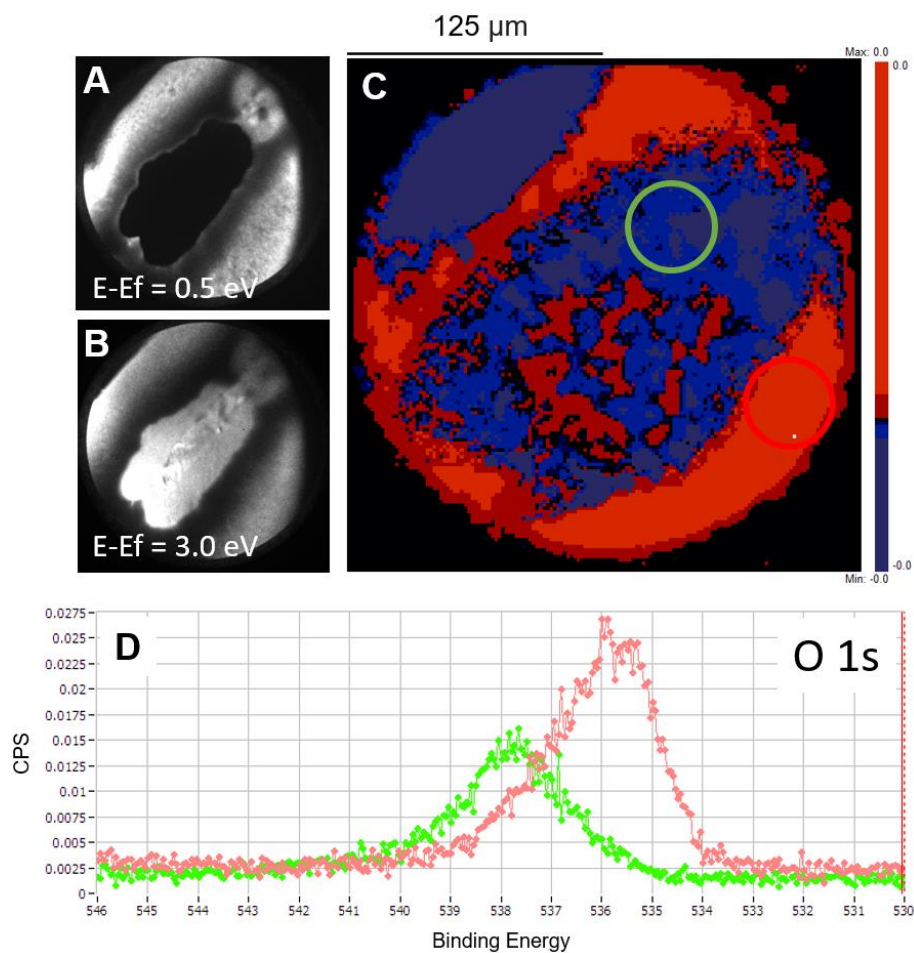 125 µm
A
E-Ef = 0.5 eV
B
E-Ef = 3.0 eV
C
Max: 0.0
0.0
-0.0
Min: -0.0
D
O 1s
0.0275
0.025
0.0225
0.02
0.0175
0.015
0.0125
0.01
0.0075
0.005
0.0025
0
CPS
546 545 544 543 542 541 540 539 538 537 536 535 534 533 532 531 530
Binding Energy